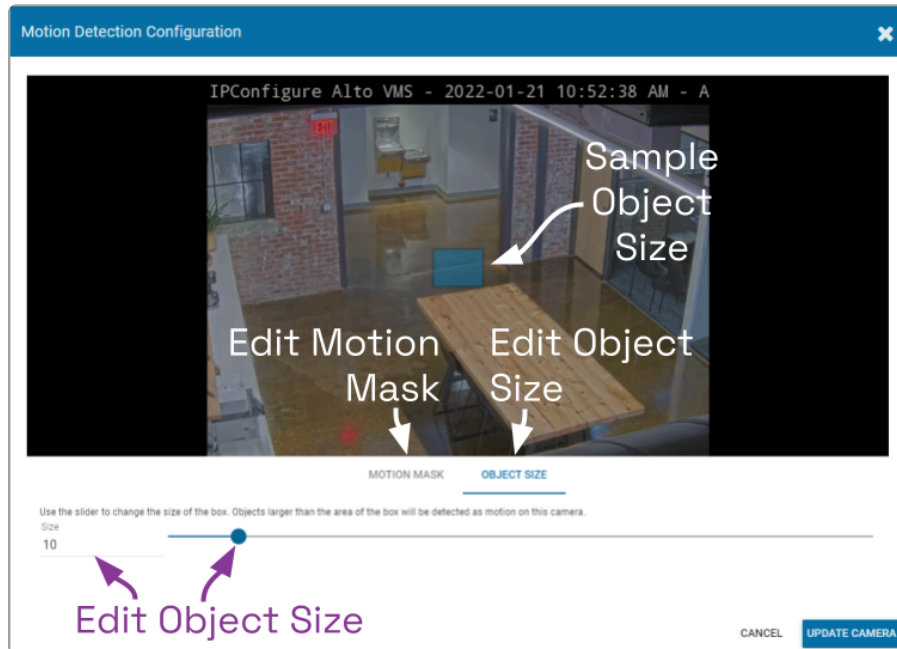 Motion Detection Configuration
IPConfigure Alto VMS - 2022-01-21 10:52:38 AM - A
EXIT
Sample
Object
Size
Edit Motion
Mask
Edit Object
Size
MOTION MASK
OBJECT SIZE
Use the slider to change the size of the box. Objects larger than the area of the box will be detected as motion on this camera.
Size
10
Edit Object Size
CANCEL
UPDATE CAMERA